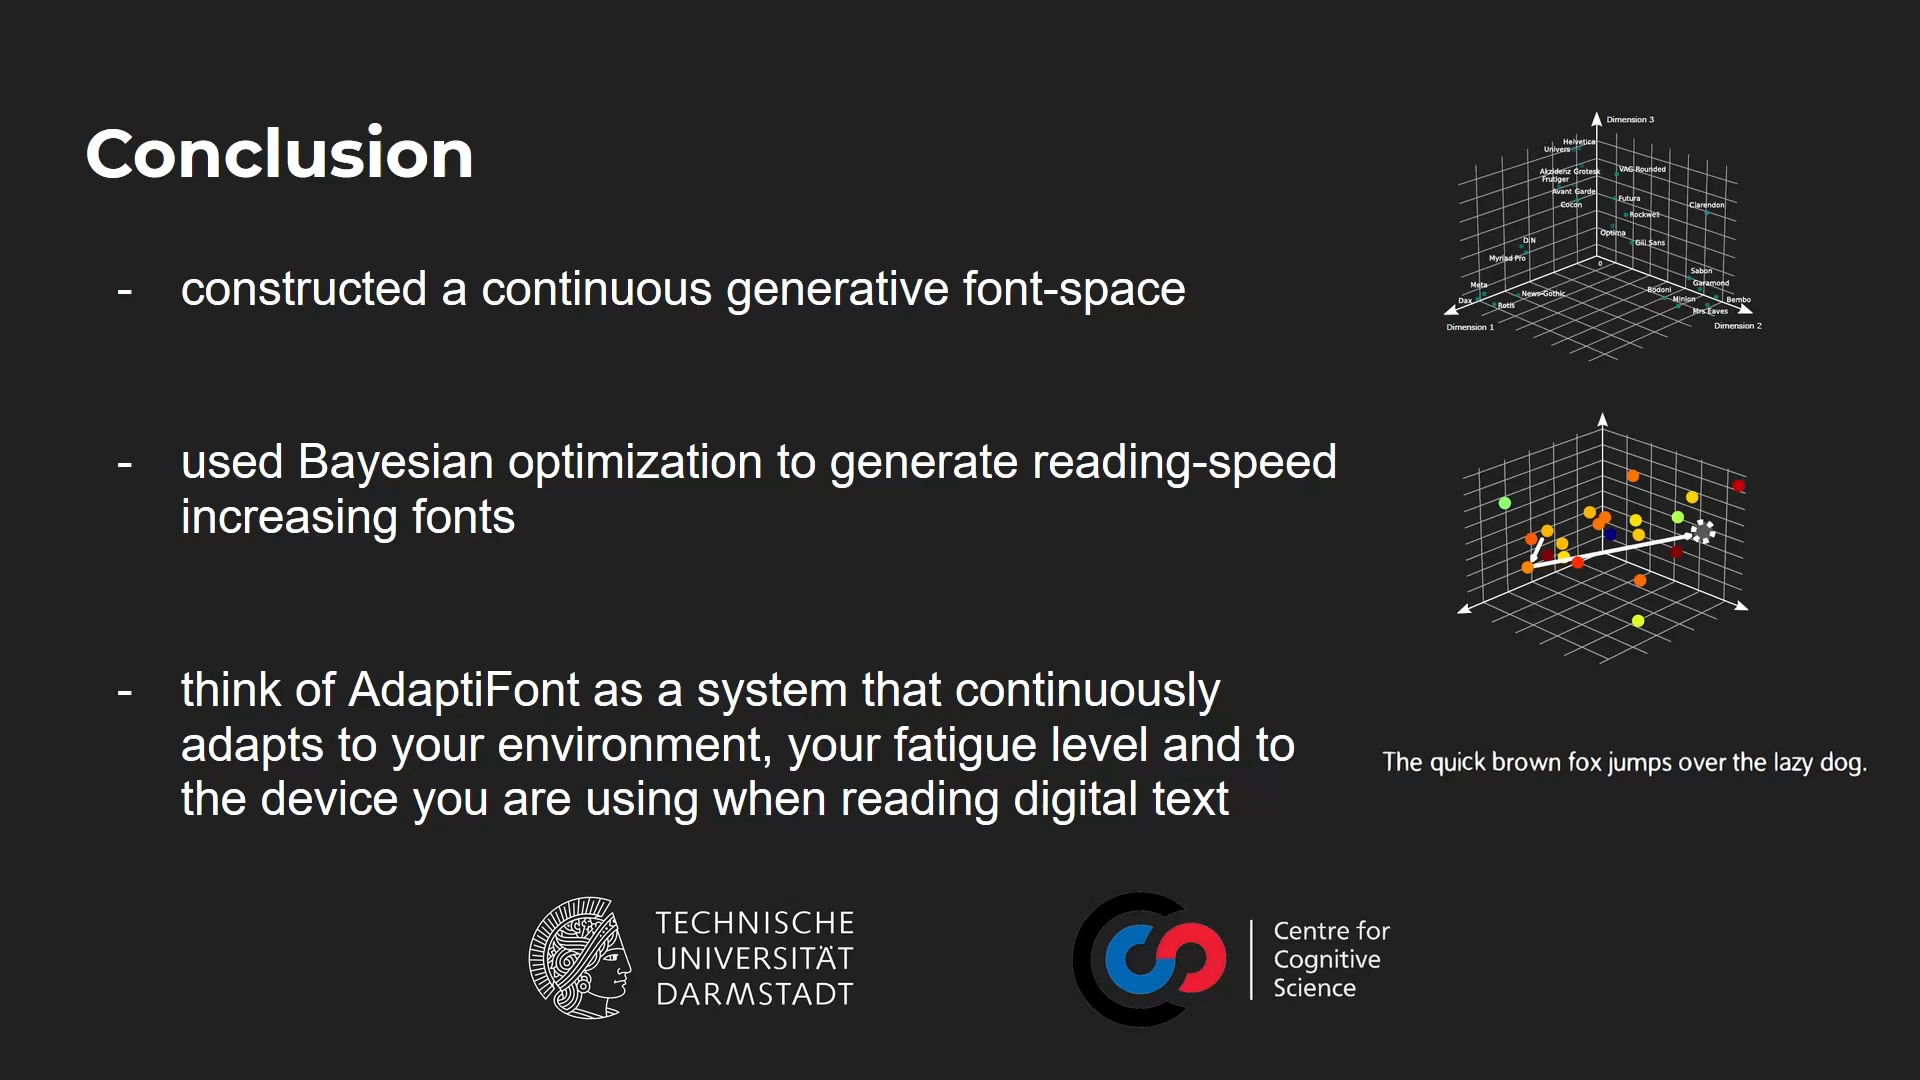 Conclusion
- constructed a continuous generative font-space
- used Bayesian optimization to generate reading-speed
increasing fonts
- think of AdaptiFont as a system that continuously
adapts to your environment, your fatigue level and to
the device you are using when reading digital text
Dimension 3
Helvetica
Univers
Akzidenz Grotesk
VAG Rounded
Frutiger
Avant Garde
Cocon
Futura
Clarendon
Rockwell
Optima
DIN
Gill Sans
Myriad Pro
0
Sabon
Meta
Garamond
Bodoni
News-Gothic
Dax
Minion
Bembo
Rotis
Mrs Eaves
Dimension 1
Dimension 2
The quick brown fox jumps over the lazy dog.
TECHNISCHE
UNIVERSITÄT
DARMSTADT
Centre for
Cognitive
Science